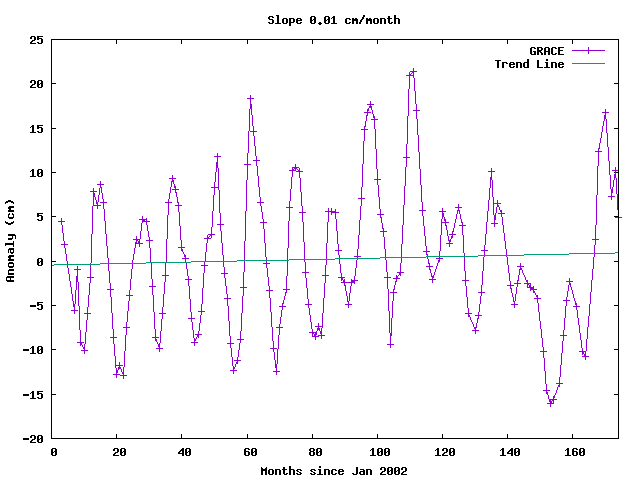 Slope 0.01 cm/month
25
20
15
10
5
0
-5
-10
-15
-20
Anomaly (cm)
GRACE
Trend Line
0 20 40 60 80 100 120 140 160
Months since Jan 2002